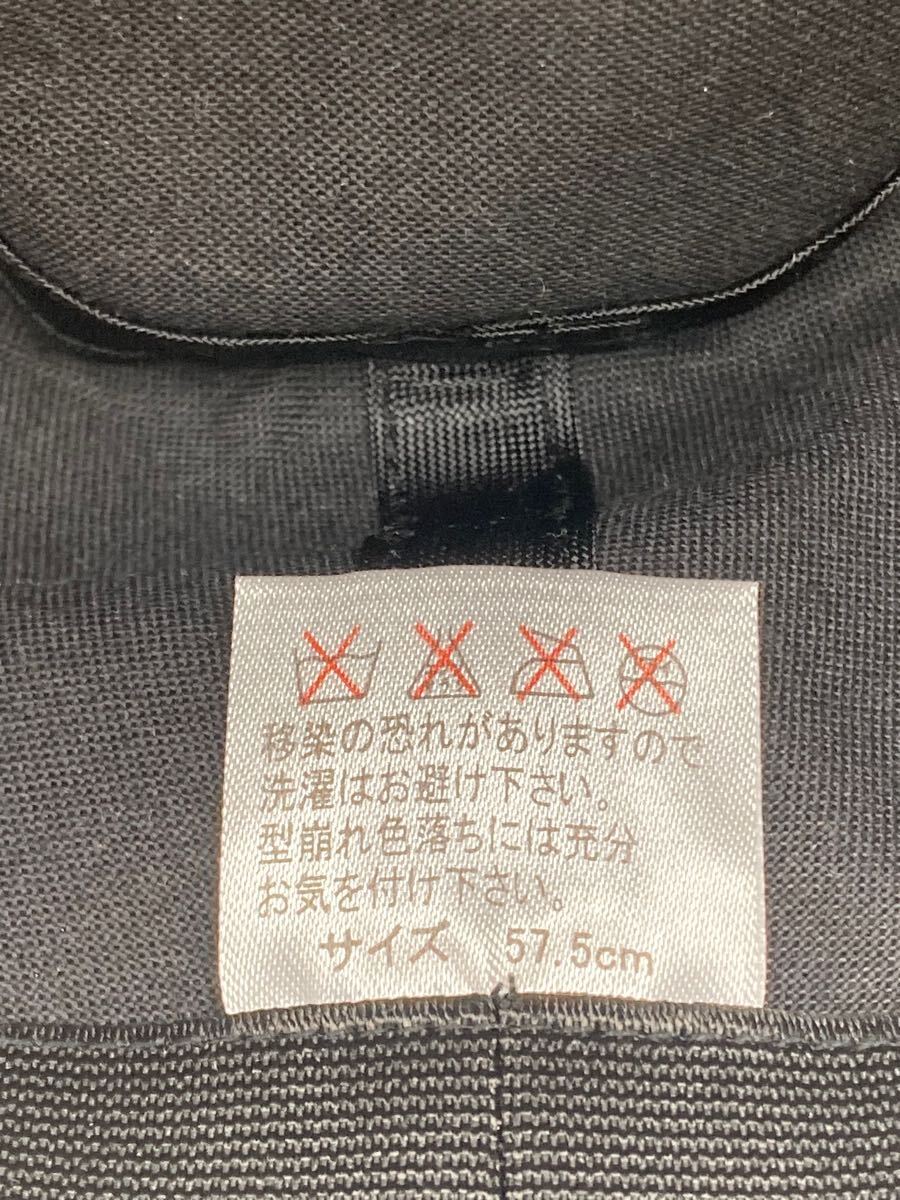 移染の恐れがありますので
洗濯はお避け下さい。
型崩れ色落ちには充分
お気を付け下さい。
サイズ 57.5cm